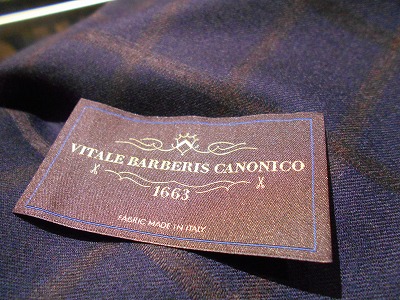 VITALE BARBERIS CANONICO
1663
FABRIC MADE IN ITALY